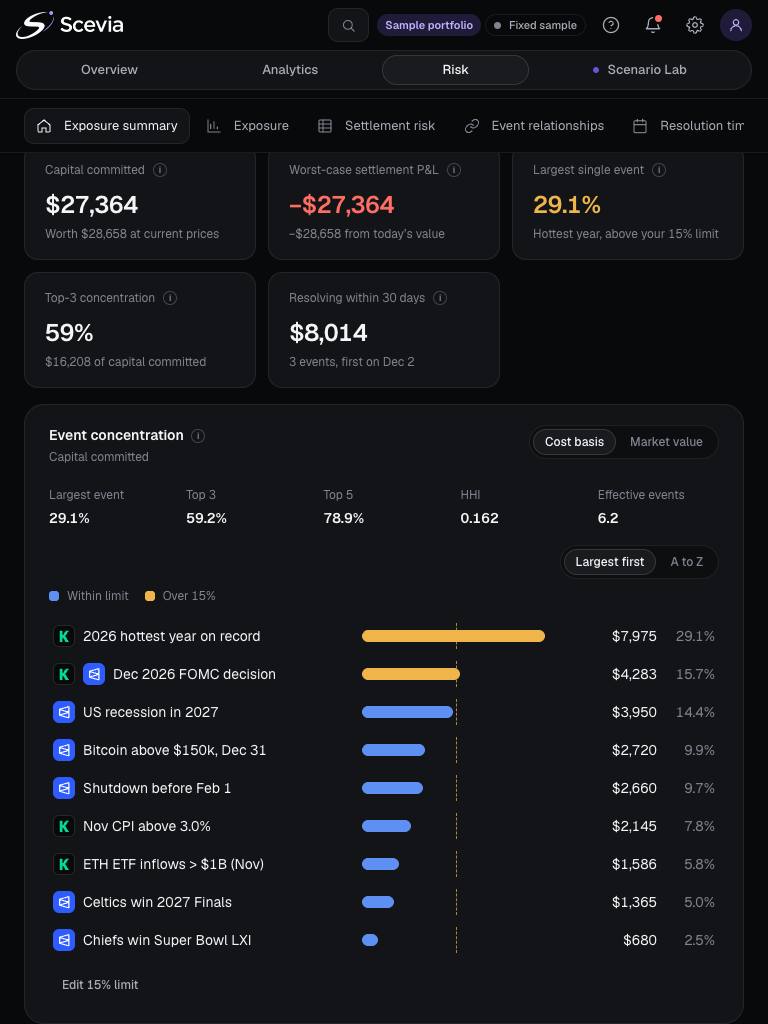 Scevia
Sample portfolio
Fixed sample
Overview
Analytics
Risk
Scenario Lab
Exposure summary
Exposure
Settlement risk
Event relationships
Resolution tim
Capital committed
$27,364
Worth $28,658 at current prices
Worst-case settlement P&L
−$27,364
−$28,658 from today's value
Largest single event
29.1%
Hottest year, above your 15% limit
Top-3 concentration
59%
$16,208 of capital committed
Resolving within 30 days
$8,014
3 events, first on Dec 2
Event concentration
Capital committed
Cost basis
Market value
Largest event
29.1%
Top 3
59.2%
Top 5
78.9%
HHI
0.162
Effective events
6.2
Largest first
A to Z
Within limit
Over 15%
K 2026 hottest year on record $7,975 29.1%
K Dec 2026 FOMC decision $4,283 15.7%
US recession in 2027 $3,950 14.4%
Bitcoin above $150k, Dec 31 $2,720 9.9%
Shutdown before Feb 1 $2,660 9.7%
K Nov CPI above 3.0% $2,145 7.8%
K ETH ETF inflows > $1B (Nov) $1,586 5.8%
Celtics win 2027 Finals $1,365 5.0%
Chiefs win Super Bowl LXI $680 2.5%
Edit 15% limit